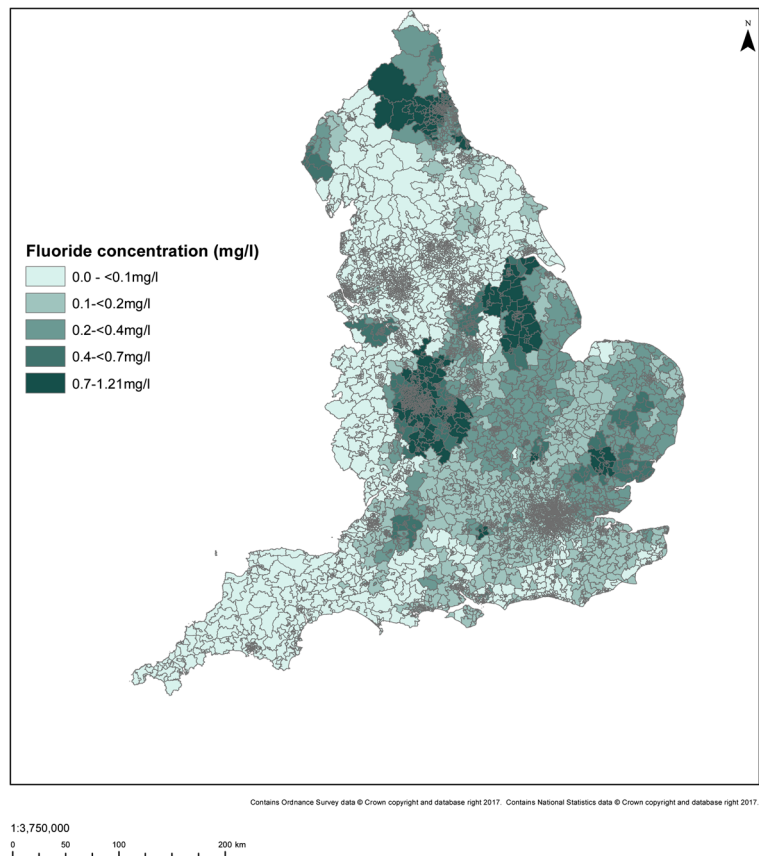 N
Fluoride concentration (mg/l)
0.0 - <0.1mg/l
0.1-<0.2mg/l
0.2-<0.4mg/l
0.4-<0.7mg/l
0.7-1.21mg/l
Contains Ordnance Survey data © Crown copyright and database right 2017. Contains National Statistics data © Crown copyright and database right 2017.
1:3,750,000
0 50 100 200 km